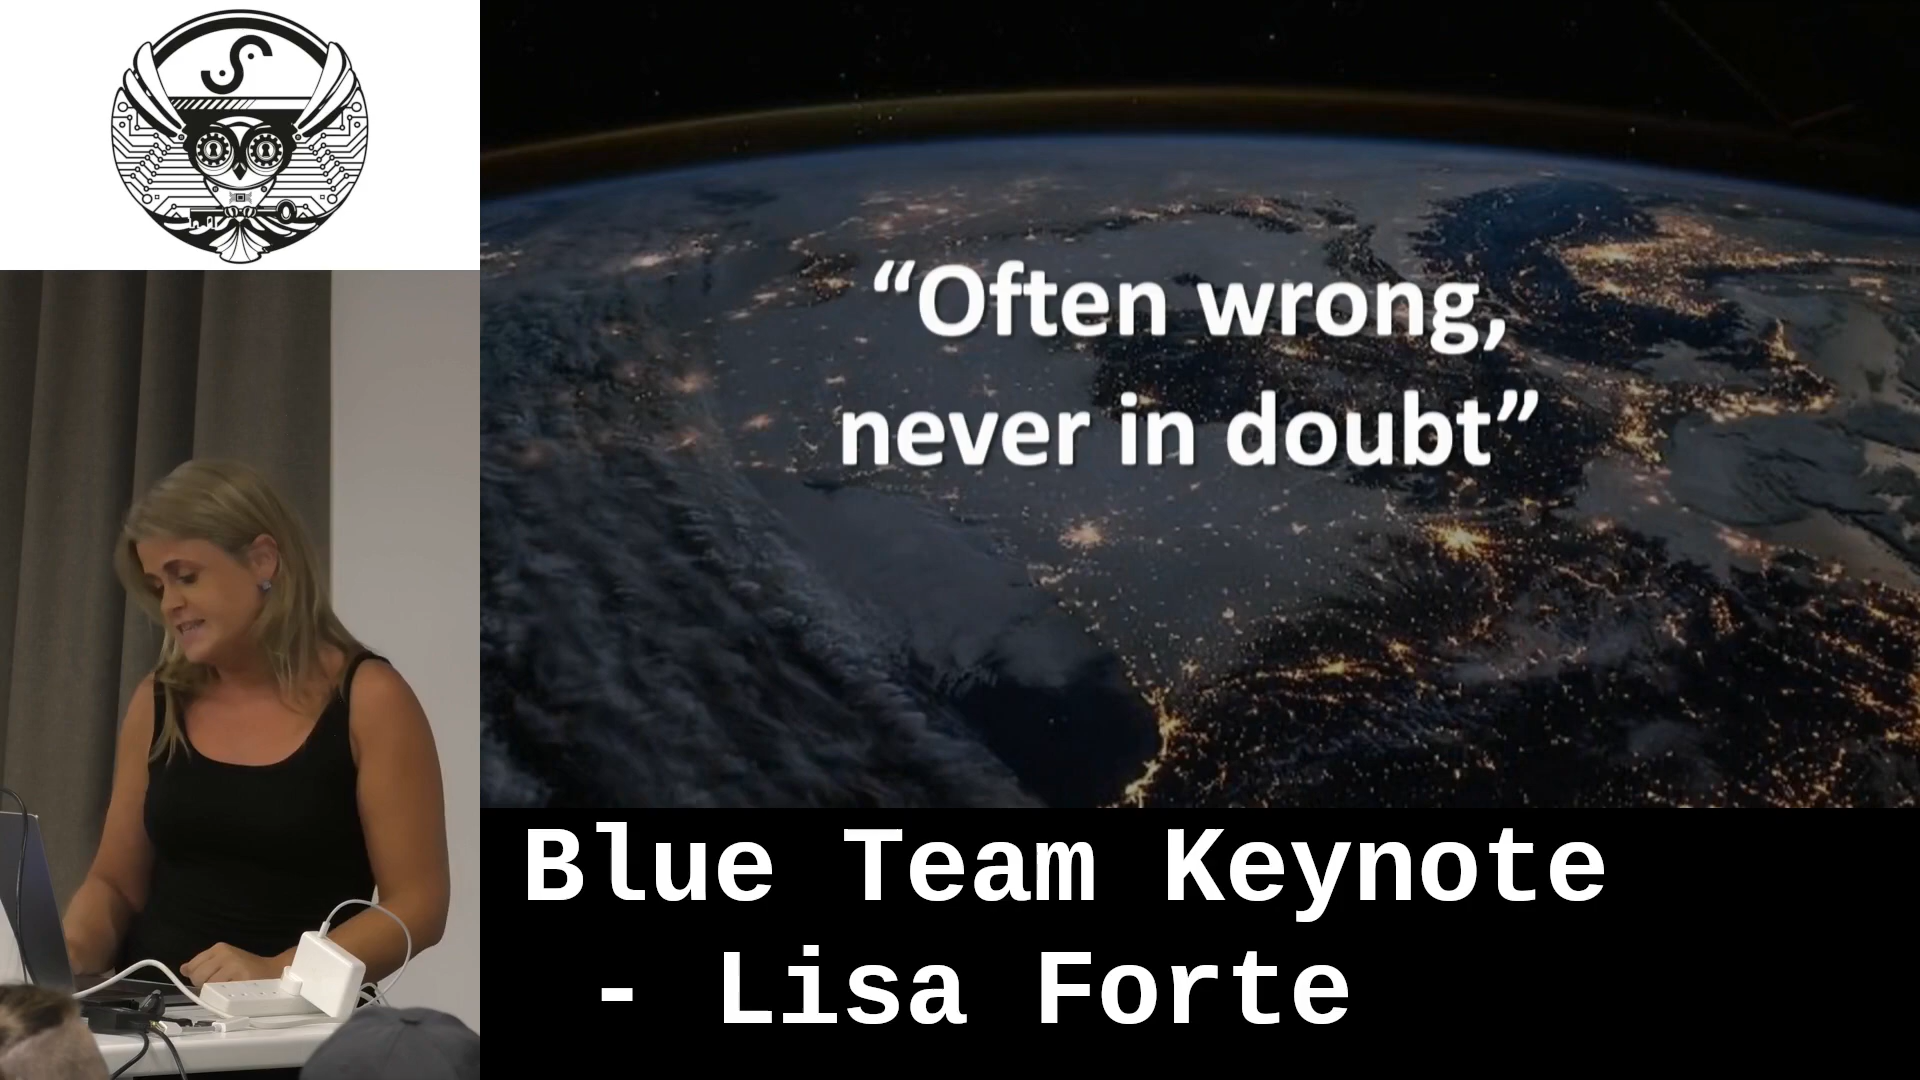 “Often wrong,
never in doubt”
Blue Team Keynote
- Lisa Forte